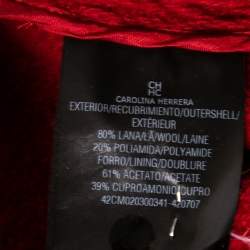 CH
HC
CAROLINA HERRERA
EXTERIOR/RECUBRIMIENTO/OUTERSHELL/
EXTÉRIEUR
80% LANA/LÃ/WOOL/LAINE
20% POLIAMIDA/POLYAMIDE
FORRO/LINING/DOUBLURE
61% ACETATO/ACETATE
39% CUPROAMONIO/CUPRO
42CM020300341-420707